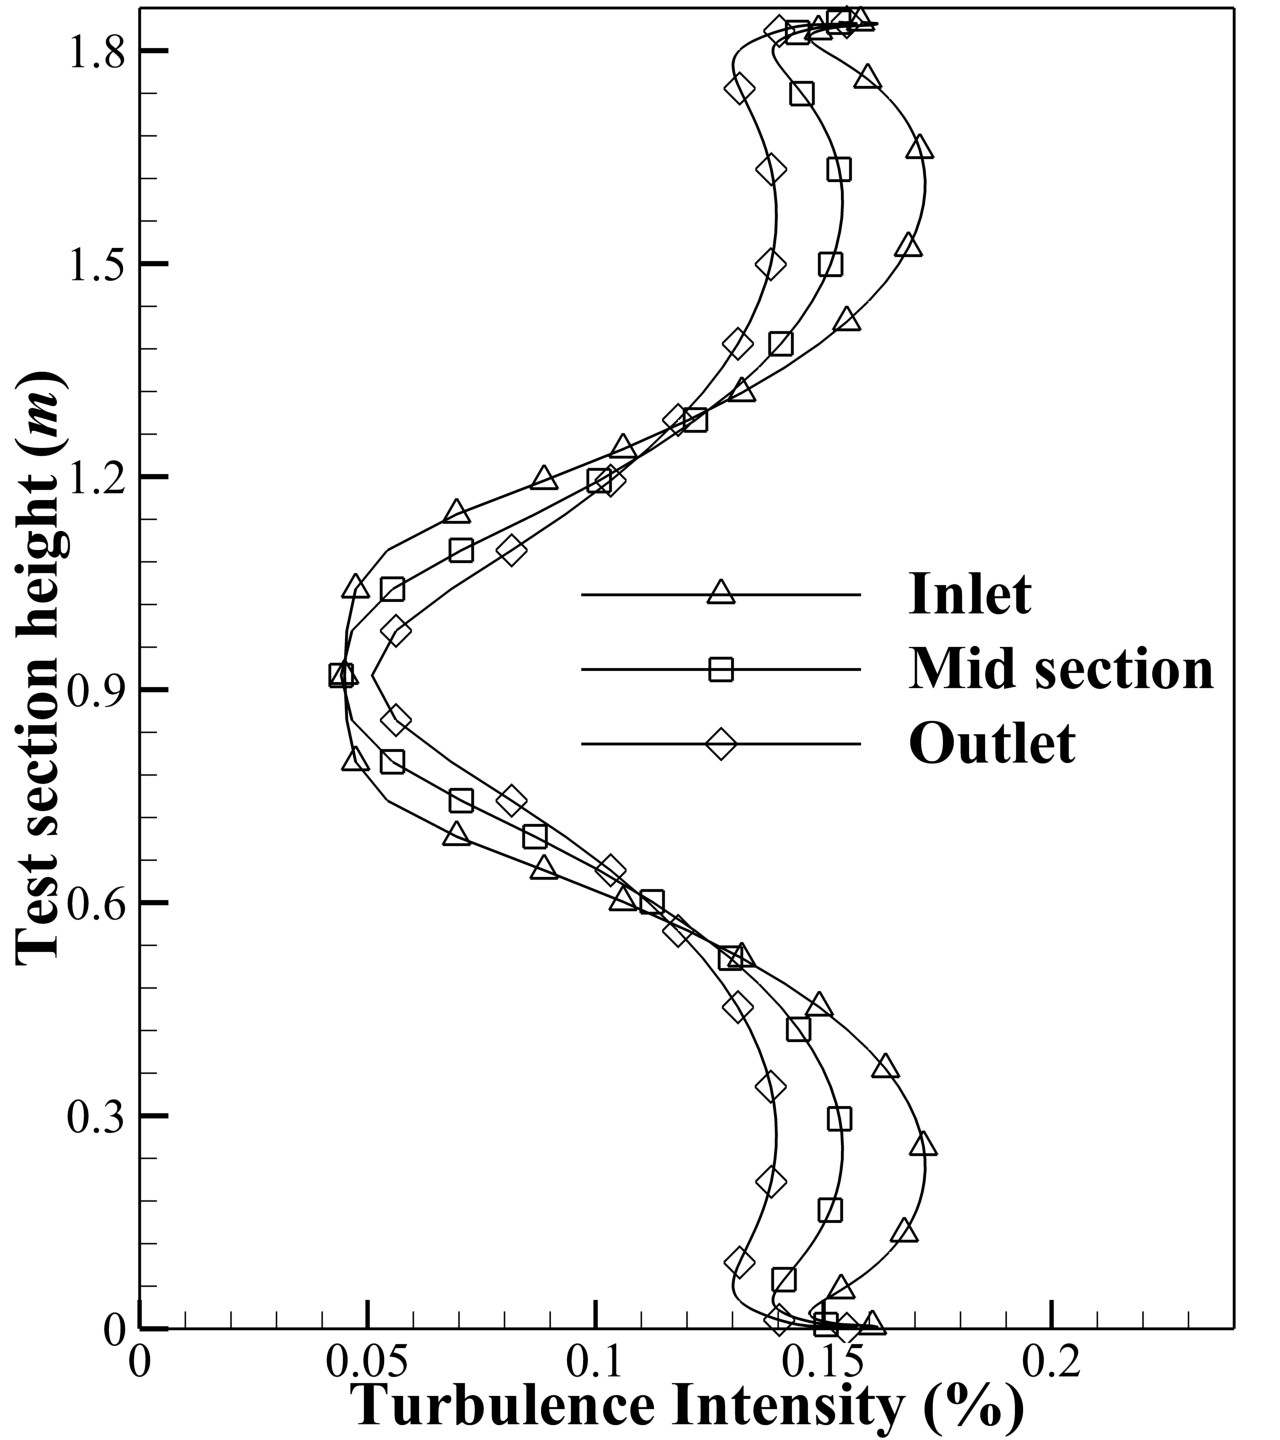 Test section height (m)
1.8
1.5
1.2
0.9
0.6
0.3
0
Inlet
Mid section
Outlet
0 0.05 0.1 0.15 0.2
Turbulence Intensity (%)